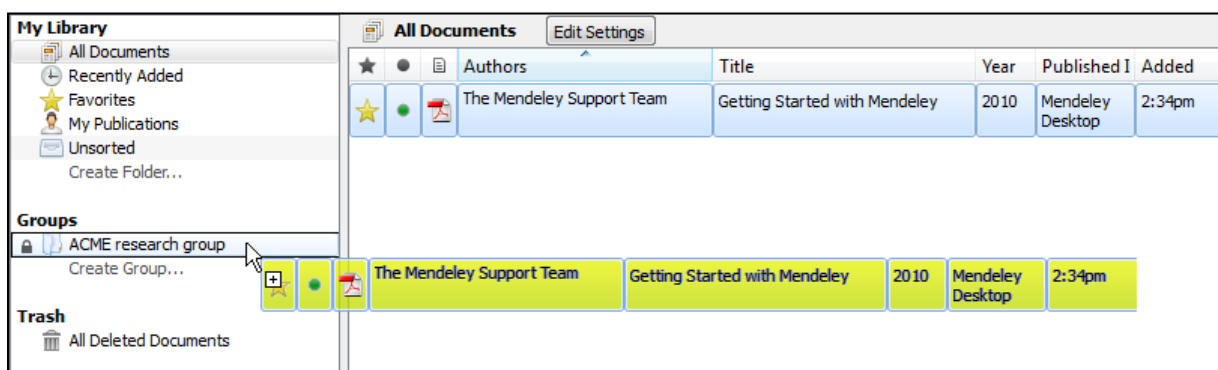 My Library
All Documents
Recently Added
Favorites
My Publications
Unsorted
Create Folder...
Groups
ACME research group
Create Group...
Trash
All Deleted Documents
All Documents Edit Settings
Authors Title Year Published I Added
The Mendeley Support Team Getting Started with Mendeley 2010 Mendeley 2:34pm
Desktop
The Mendeley Support Team Getting Started with Mendeley 2010 Mendeley 2:34pm
Desktop